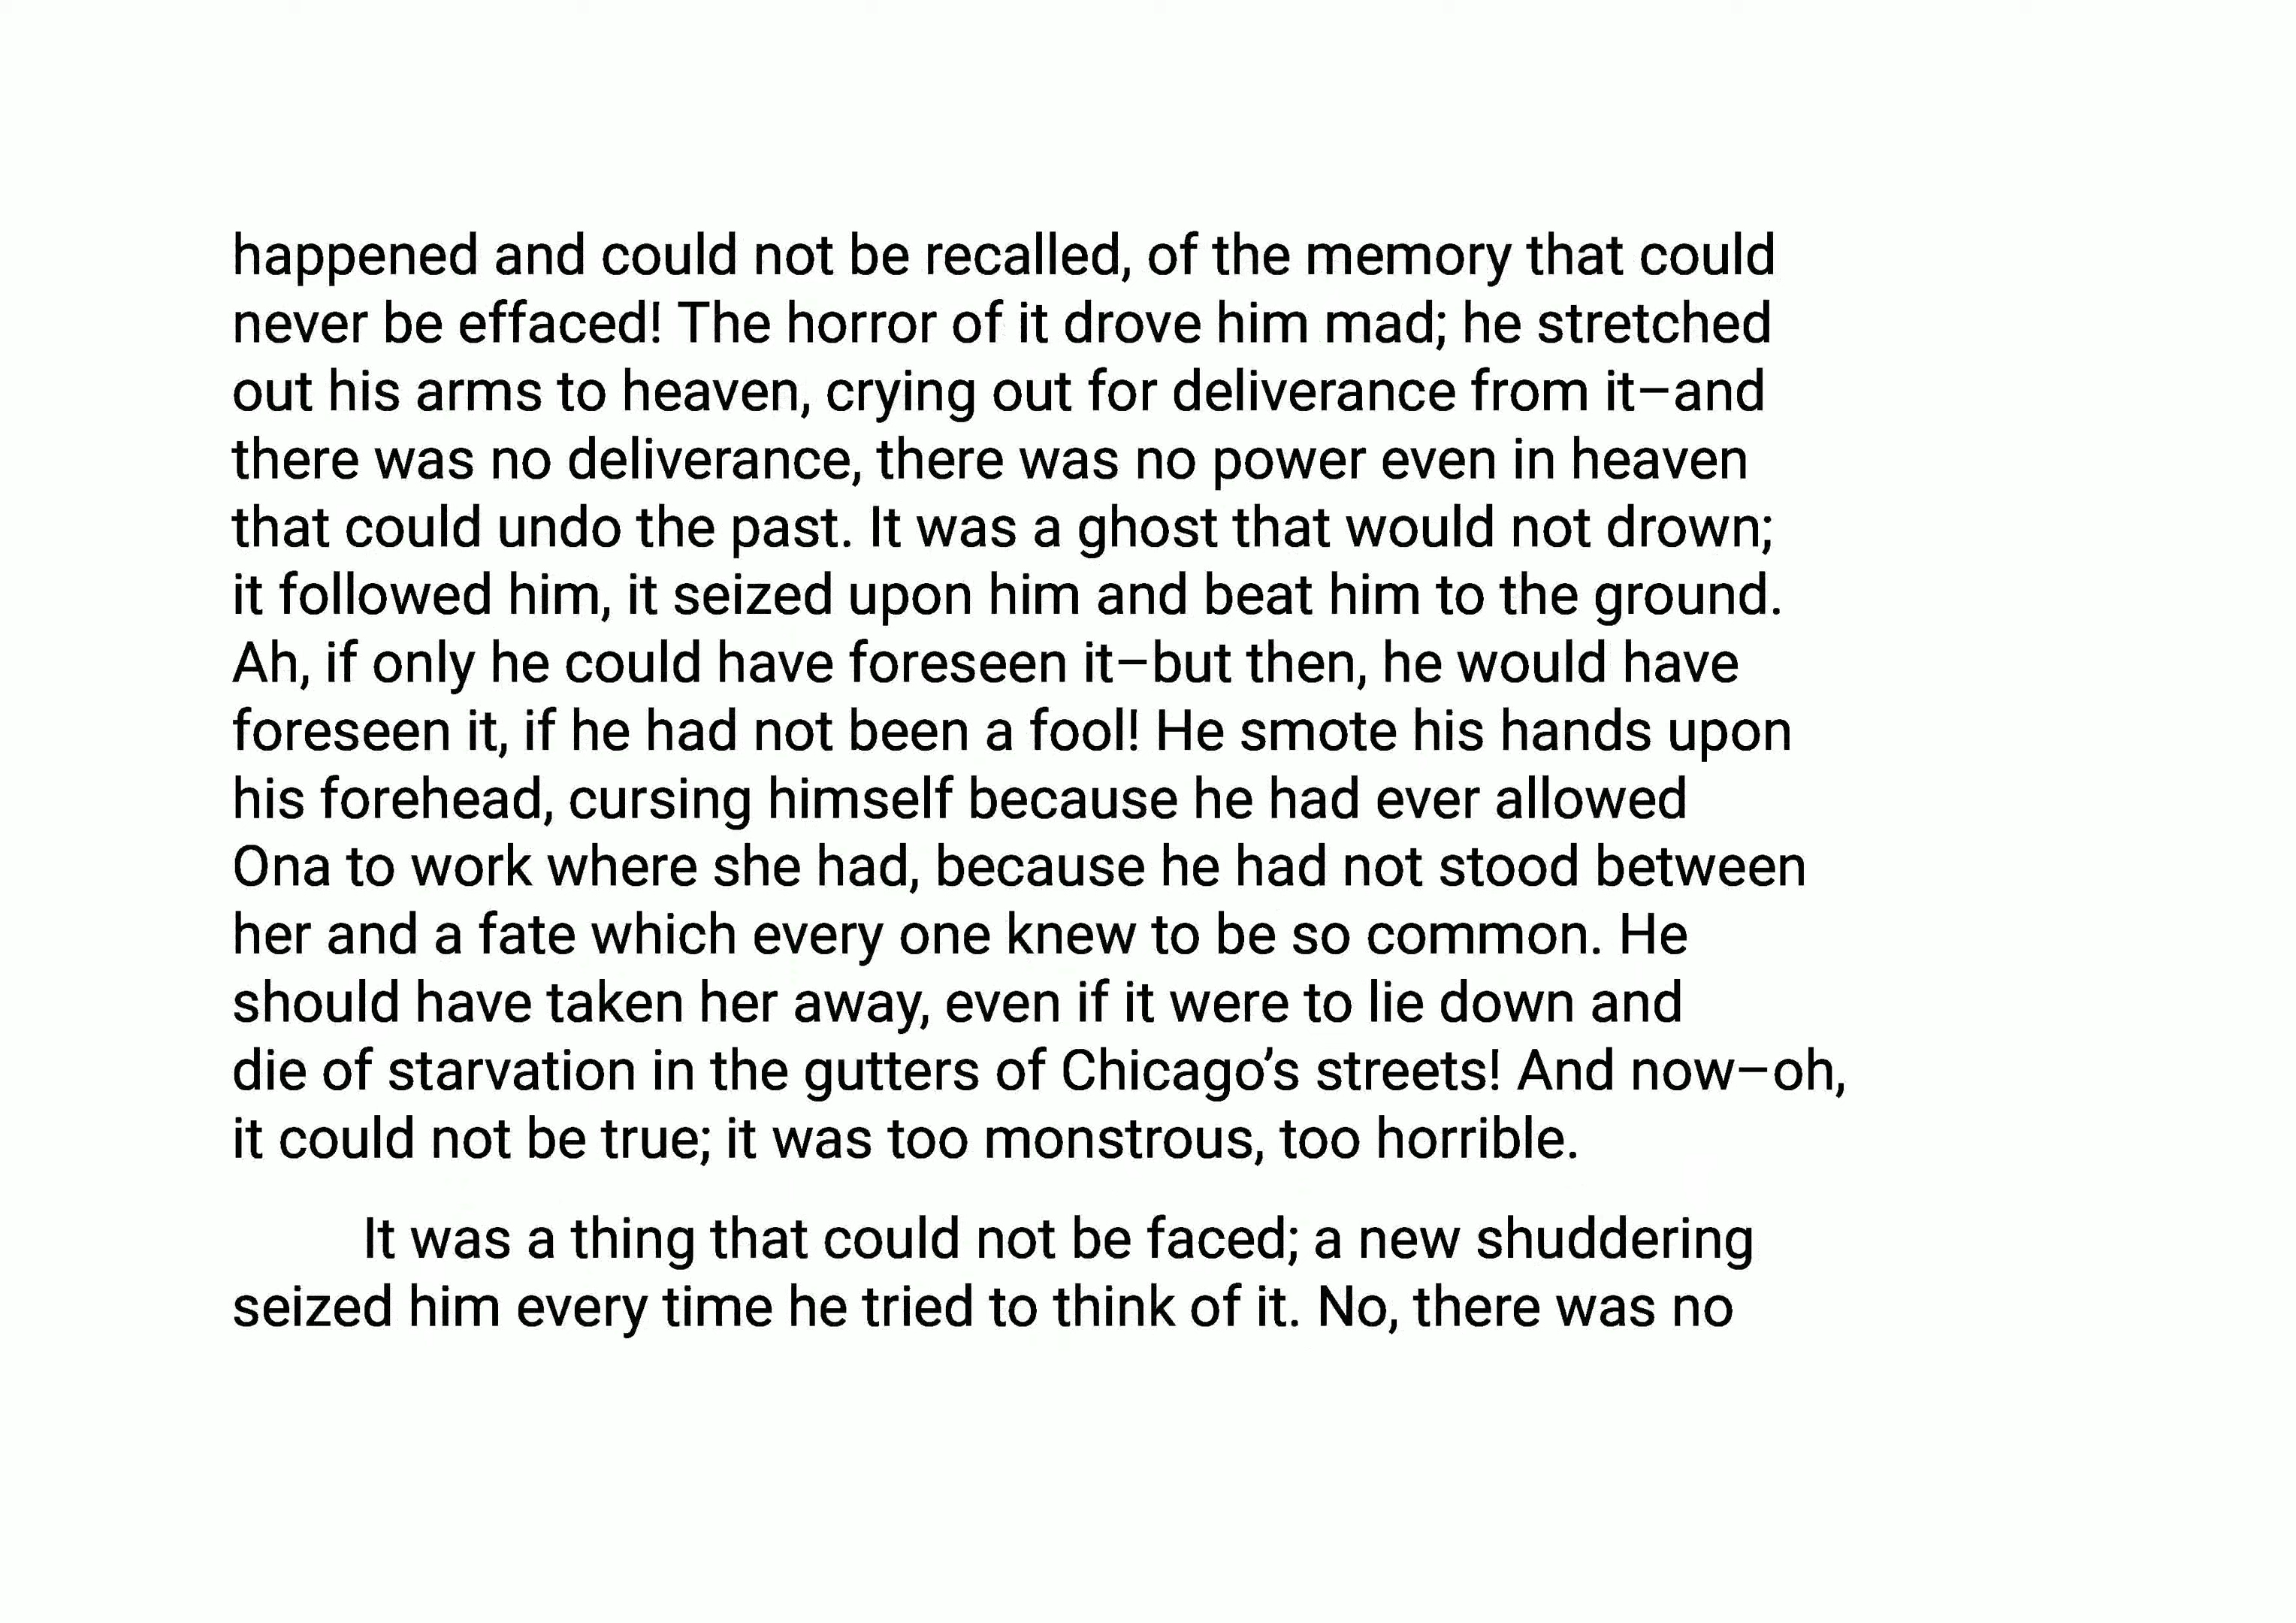 happened and could not be recalled, of the memory that could
never be effaced! The horror of it drove him mad; he stretched
out his arms to heaven, crying out for deliverance from it–and
there was no deliverance, there was no power even in heaven
that could undo the past. It was a ghost that would not drown;
it followed him, it seized upon him and beat him to the ground.
Ah, if only he could have foreseen it–but then, he would have
foreseen it, if he had not been a fool! He smote his hands upon
his forehead, cursing himself because he had ever allowed
Ona to work where she had, because he had not stood between
her and a fate which every one knew to be so common. He
should have taken her away, even if it were to lie down and
die of starvation in the gutters of Chicago’s streets! And now–oh,
it could not be true; it was too monstrous, too horrible.
It was a thing that could not be faced; a new shuddering
seized him every time he tried to think of it. No, there was no